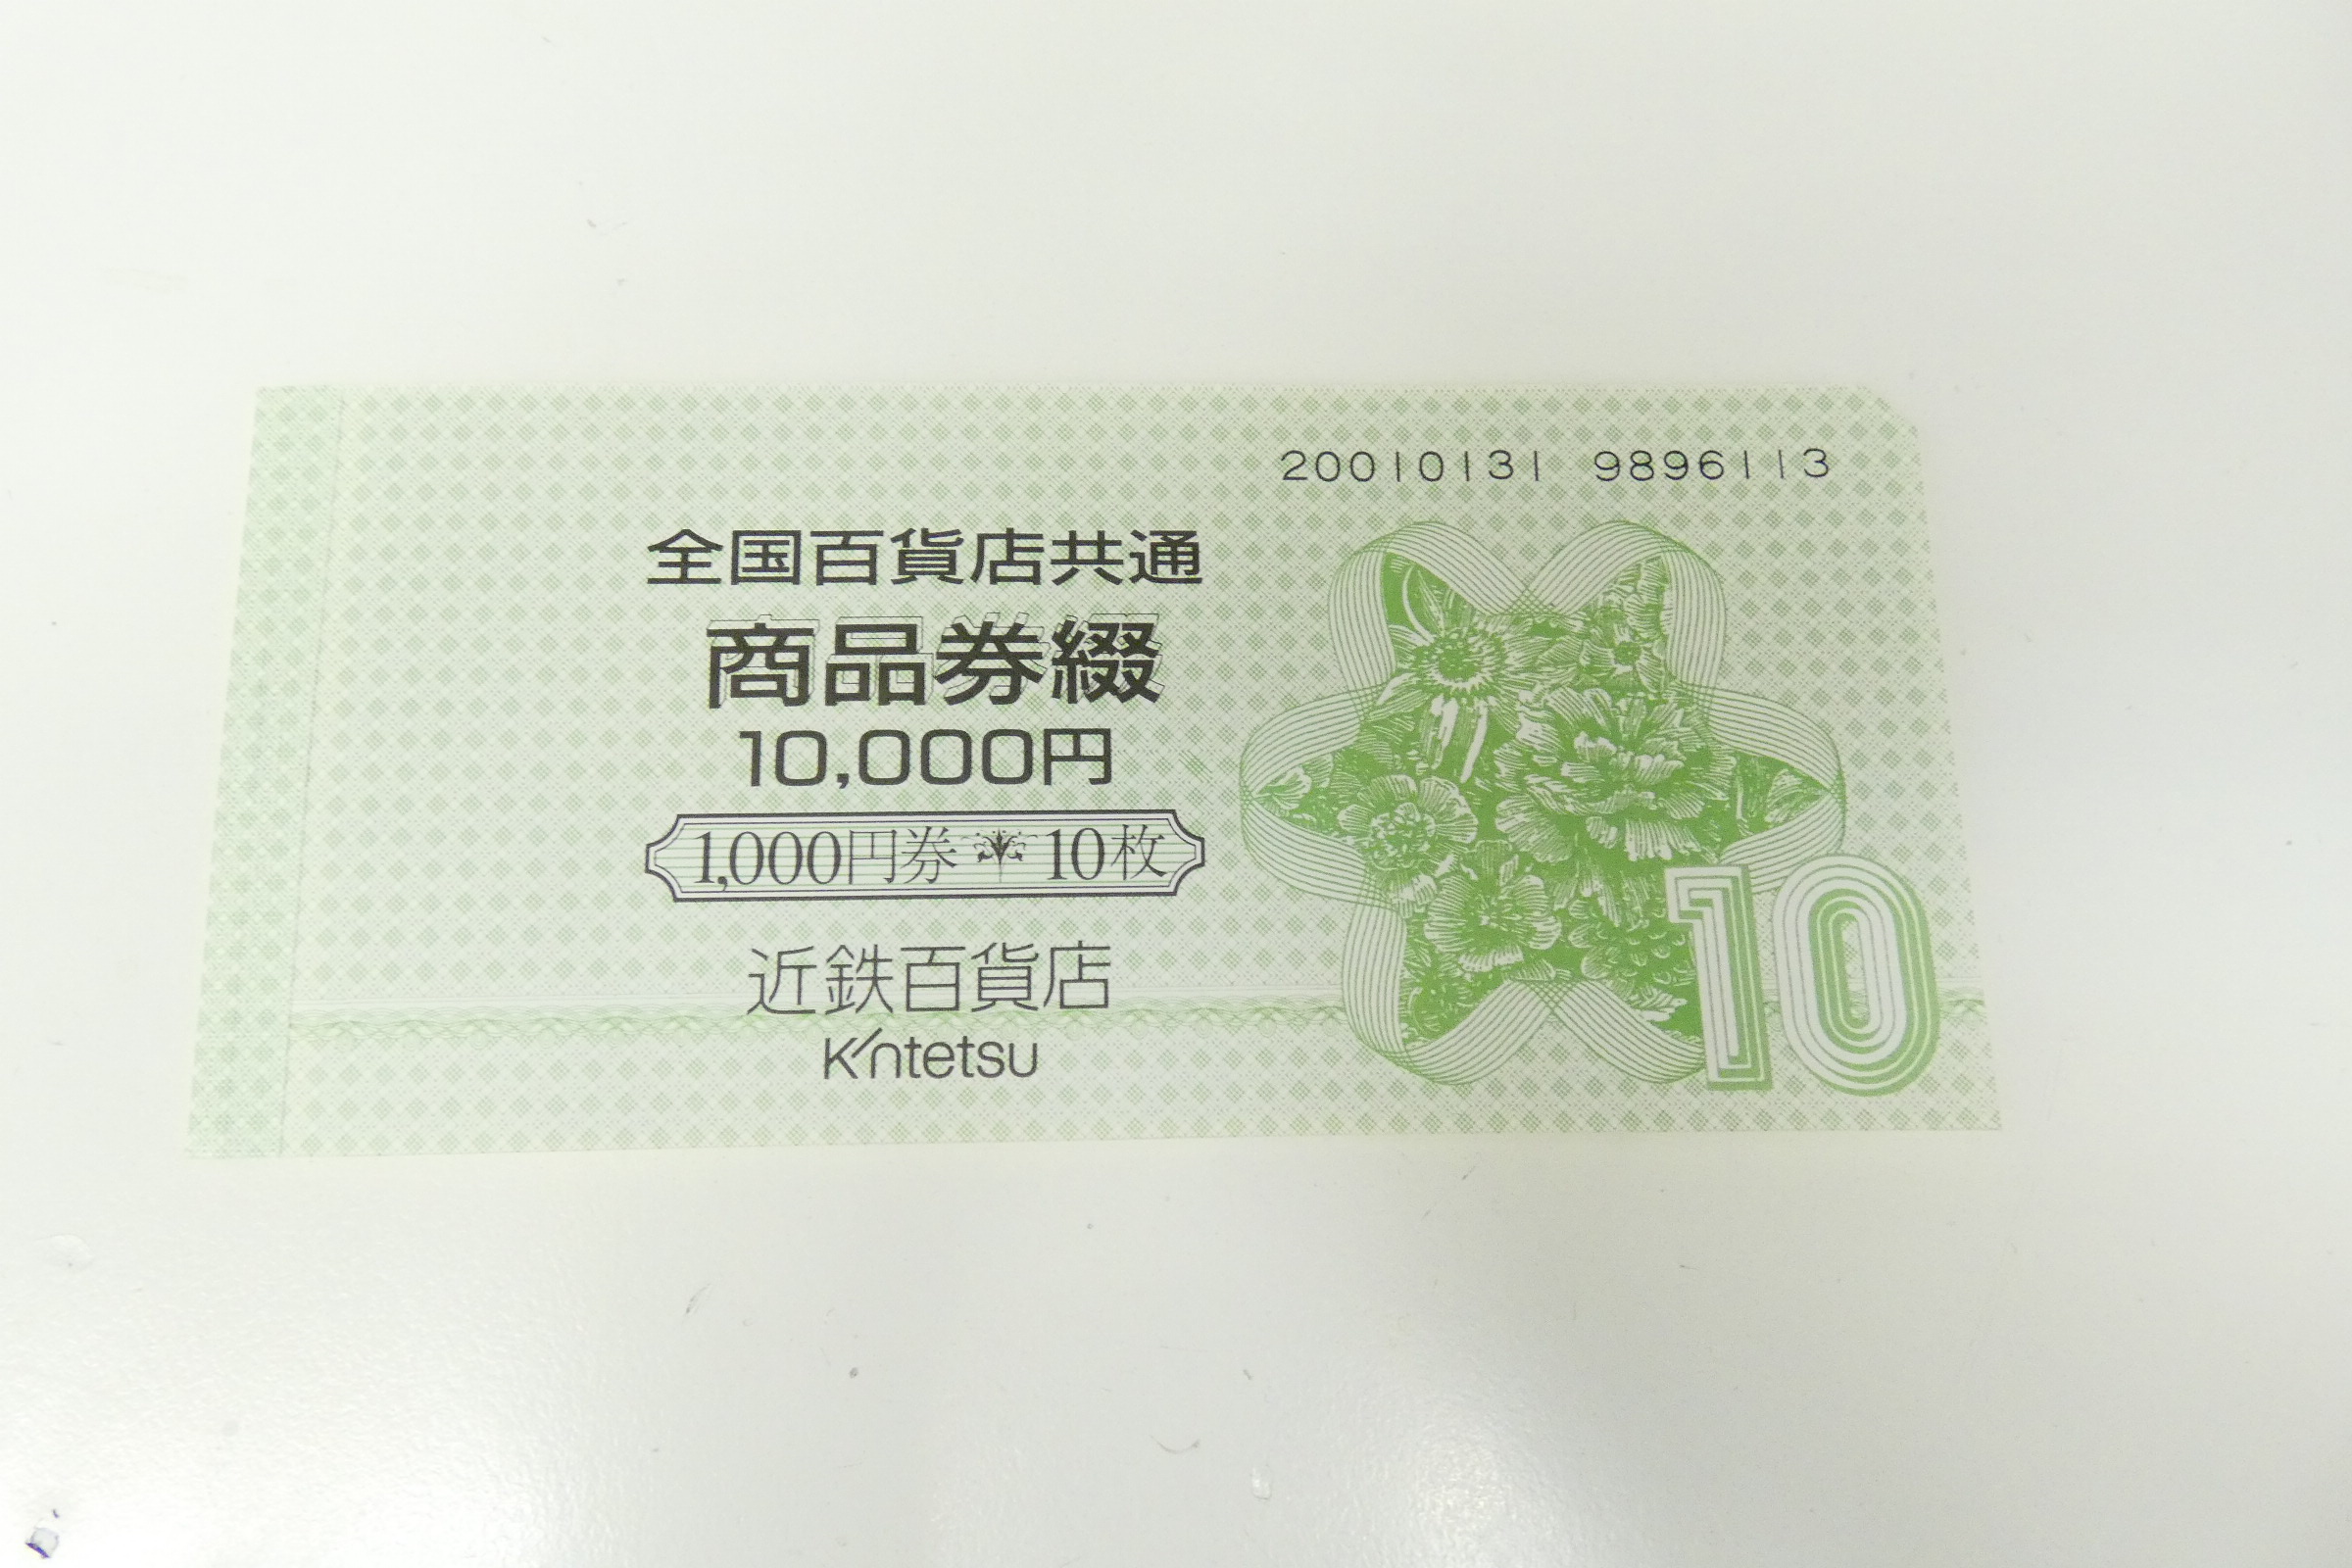 20010131 9896113
全国百貨店共通
商品券綴
10,000円
1,000円券 10枚
近鉄百貨店
Kintetsu
10